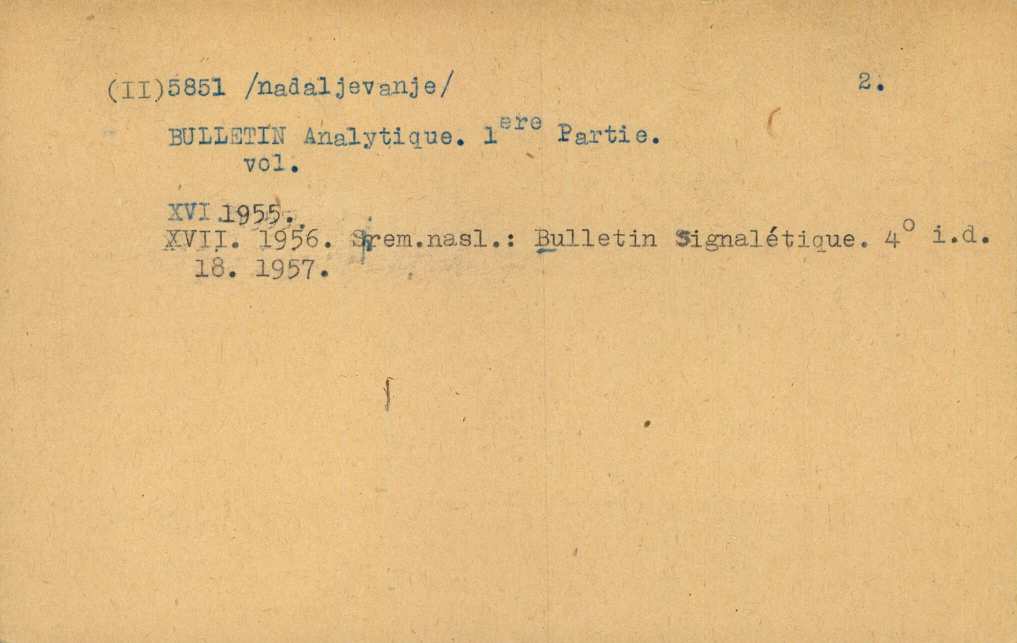 (II)5851 /nadaljevanje/ 2.
BULLETIN Analytique. 1ere Partie.
vol.
XVI 1955.
XVII. 1956. Sprem.nasl.: Bulletin Signalétique. 4° i.d.
18. 1957.